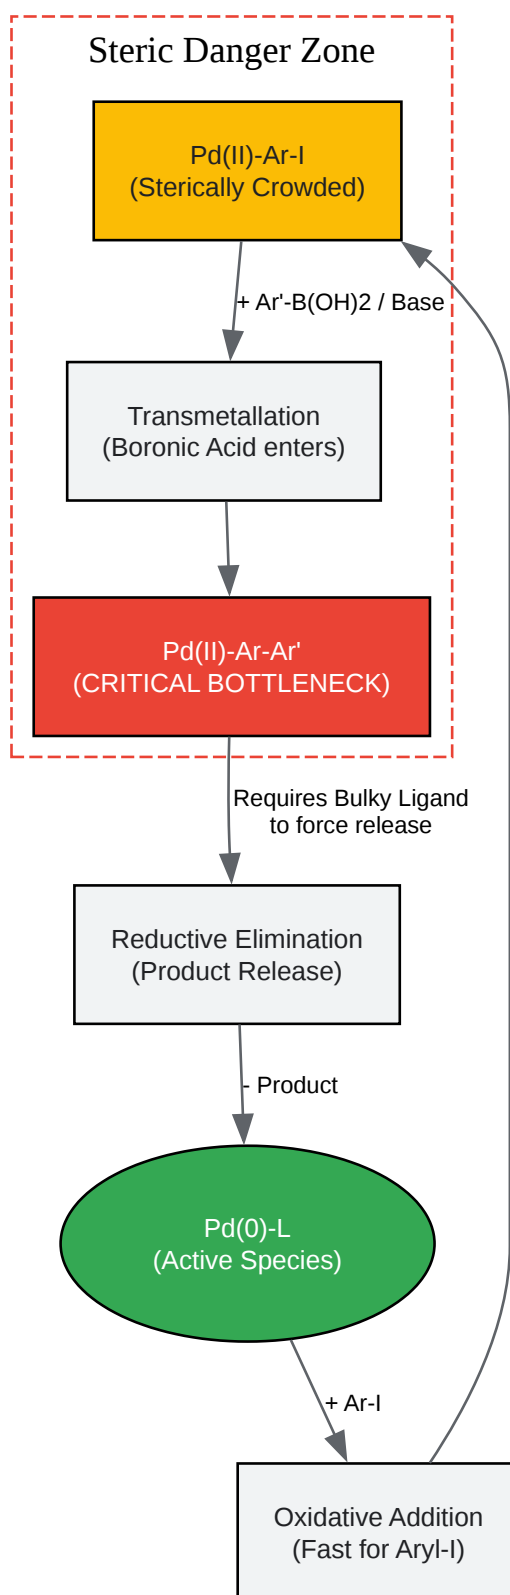 Steric Danger Zone
Pd(II)-Ar-I
(Sterically Crowded)
+ Ar'-B(OH)2 / Base
Transmetallation
(Boronic Acid enters)
Pd(II)-Ar-Ar'
(CRITICAL BOTTLENECK)
Requires Bulky Ligand
to force release
Reductive Elimination
(Product Release)
- Product
Pd(0)-L
(Active Species)
+ Ar-I
Oxidative Addition
(Fast for Aryl-I)